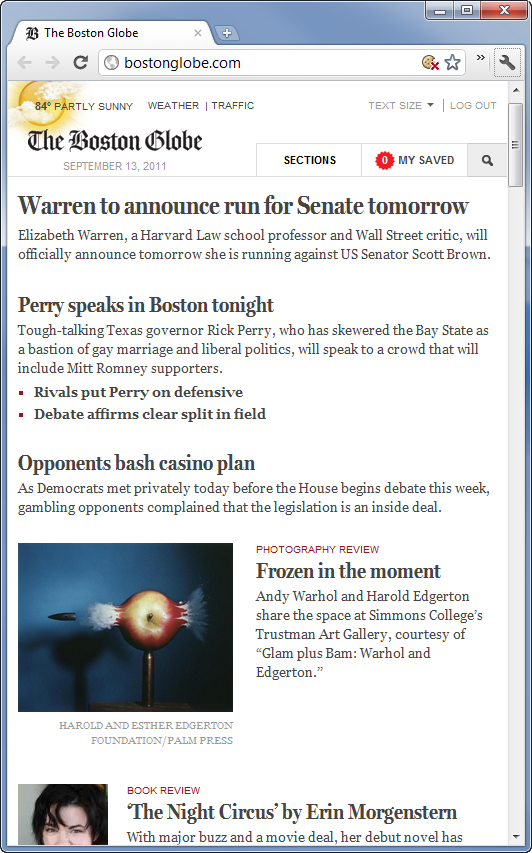 The Boston Globe
bostonglobe.com
84° PARTLY SUNNY WEATHER | TRAFFIC TEXT SIZE | LOG OUT
The Boston Globe
SEPTEMBER 13, 2011
SECTIONS 0 MY SAVED
Warren to announce run for Senate tomorrow
Elizabeth Warren, a Harvard Law school professor and Wall Street critic, will
officially announce tomorrow she is running against US Senator Scott Brown.
Perry speaks in Boston tonight
Tough-talking Texas governor Rick Perry, who has skewered the Bay State as
a bastion of gay marriage and liberal politics, will speak to a crowd that will
include Mitt Romney supporters.
Rivals put Perry on defensive
Debate affirms clear split in field
Opponents bash casino plan
As Democrats met privately today before the House begins debate this week,
gambling opponents complained that the legislation is an inside deal.
PHOTOGRAPHY REVIEW
Frozen in the moment
Andy Warhol and Harold Edgerton
share the space at Simmons College’s
Trustman Art Gallery, courtesy of
“Glam plus Bam: Warhol and
Edgerton.”
HAROLD AND ESTHER EDGERTON
FOUNDATION/PALM PRESS
BOOK REVIEW
‘The Night Circus’ by Erin Morgenstern
With major buzz and a movie deal, her debut novel has